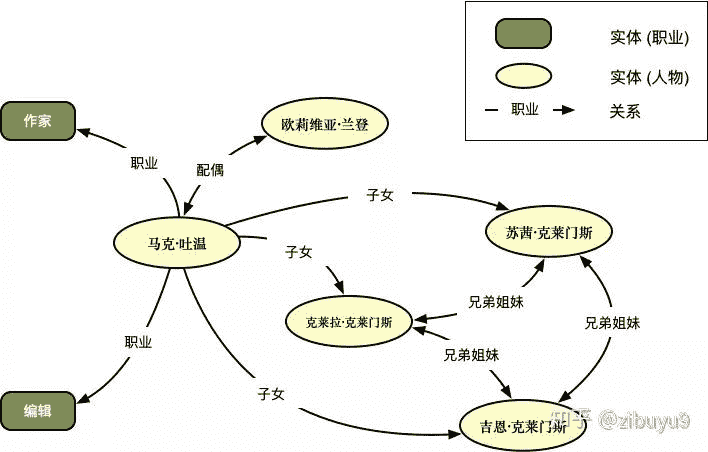 实体 (职业)
实体 (人物)
职业
关系
作家
欧莉维亚·兰登
职业
配偶
子女
马克·吐温
苏茜·克莱门斯
子女
克莱拉·克莱门斯
兄弟姐妹
兄弟姐妹
职业
兄弟姐妹
子女
编辑
吉恩·克莱门斯
知乎 @zibuyu9